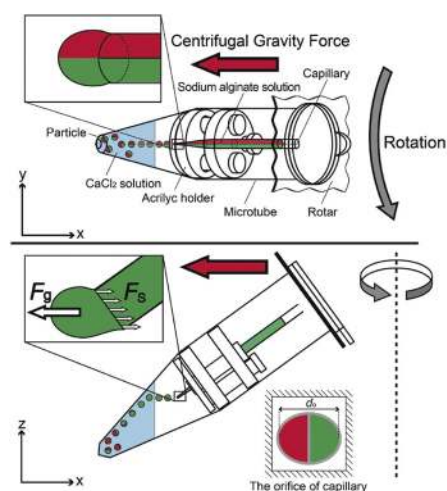 Centrifugal Gravity Force
Sodium alginate solution
Capillary
Particle
CaCl₂ solution
Acrilyc holder
Microtube
Rotar
Rotation
y
x
Fg
Fs
z
x
do
The orifice of capillary